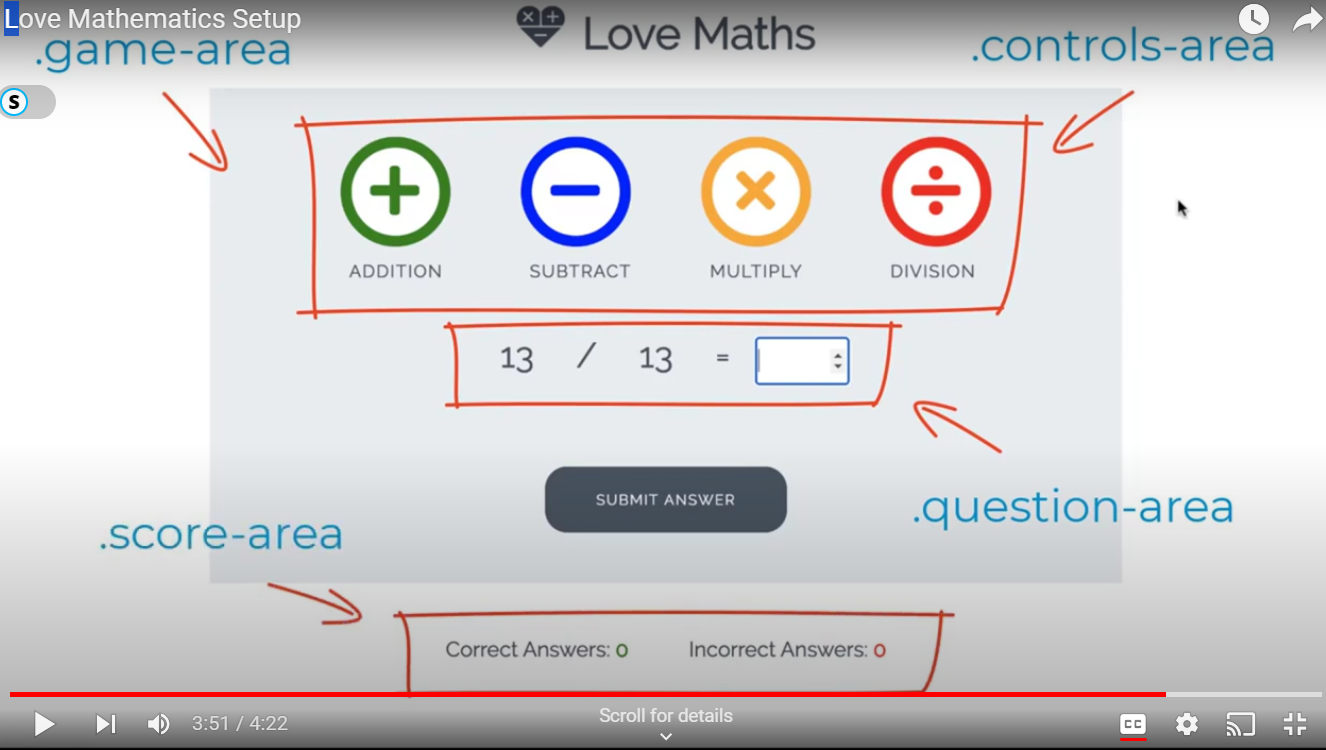 Love Mathematics Setup
Love Maths
.game-area
.controls-area
S
ADDITION SUBTRACT MULTIPLY DIVISION
13 / 13 =
SUBMIT ANSWER
.question-area
.score-area
Correct Answers: 0 Incorrect Answers: 0
3:51 / 4:22
Scroll for details
CC